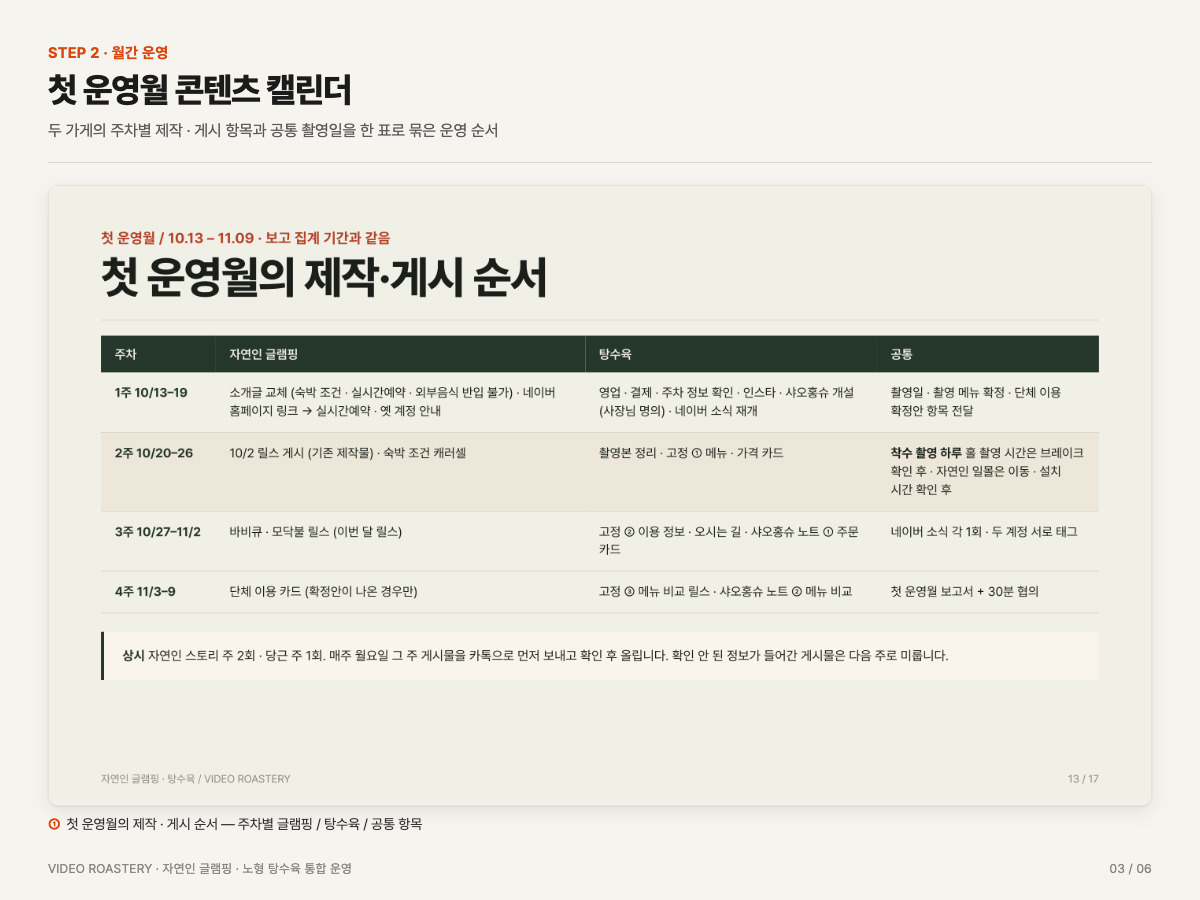 STEP 2 · 월간 운영
첫 운영월 콘텐츠 캘린더
두 가게의 주차별 제작 · 게시 항목과 공통 촬영일을 한 표로 묶은 운영 순서
첫 운영월 / 10.13 – 11.09 · 보고 집계 기간과 같음
첫 운영월의 제작·게시 순서
주차 자연인 글램핑 탕수육 공통
1주 10/13–19 소개글 교체 (숙박 조건 · 실시간예약 · 외부음식 반입 불가) · 네이버 영업 · 결제 · 주차 정보 확인 · 인스타 · 샤오홍슈 개설 촬영일 · 촬영 메뉴 확정 · 단체 이용
홈페이지 링크 → 실시간예약 · 옛 계정 안내 (사장님 명의) · 네이버 소식 재개 확정안 항목 전달
2주 10/20–26 10/2 릴스 게시 (기존 제작물) · 숙박 조건 캐러셀 촬영본 정리 · 고정 ① 메뉴 · 가격 카드 착수 촬영 하루 홀 촬영 시간은 브레이크
확인 후 · 자연인 일몰은 이동 · 설치
시간 확인 후
3주 10/27–11/2 바비큐 · 모닥불 릴스 (이번 달 릴스) 고정 ② 이용 정보 · 오시는 길 · 샤오홍슈 노트 ① 주문 네이버 소식 각 1회 · 두 계정 서로 태그
카드
4주 11/3–9 단체 이용 카드 (확정안이 나온 경우만) 고정 ③ 메뉴 비교 릴스 · 샤오홍슈 노트 ② 메뉴 비교 첫 운영월 보고서 + 30분 협의
상시 자연인 스토리 주 2회 · 당근 주 1회. 매주 월요일 그 주 게시물을 카톡으로 먼저 보내고 확인 후 올립니다. 확인 안 된 정보가 들어간 게시물은 다음 주로 미룹니다.
자연인 글램핑 · 탕수육 / VIDEO ROASTERY 13 / 17
① 첫 운영월의 제작 · 게시 순서 — 주차별 글램핑 / 탕수육 / 공통 항목
VIDEO ROASTERY · 자연인 글램핑 · 노형 탕수육 통합 운영 03 / 06